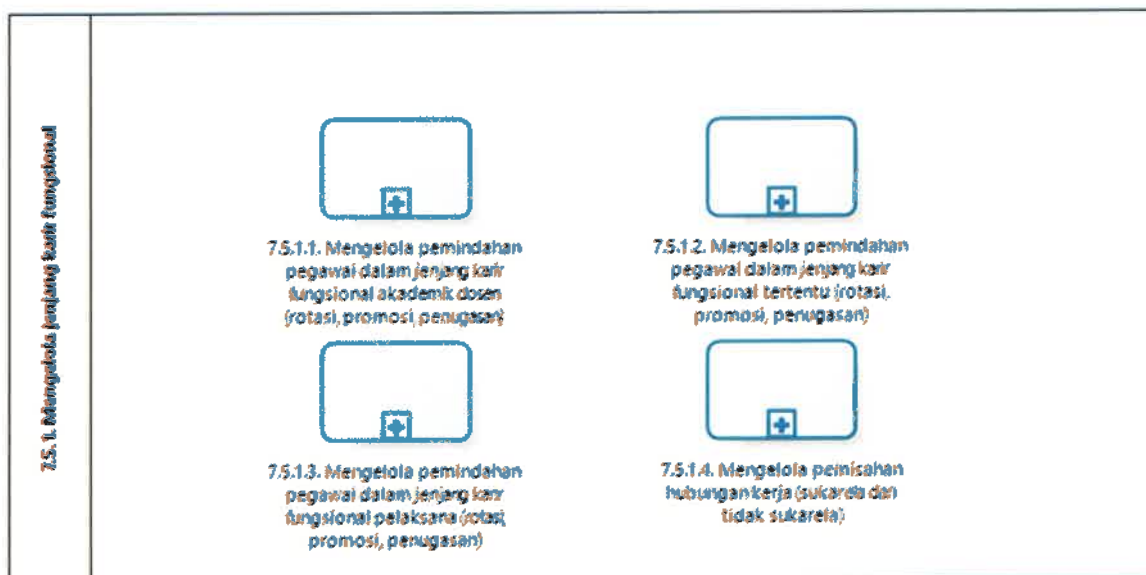 7.5.1. Mengelola jenjang karir fungsional
7.5.1.1. Mengelola pemindahan
pegawai dalam jenjang karir
fungsional akademik dosen
(rotasi, promosi, penugasan)
7.5.1.2. Mengelola pemindahan
pegawai dalam jenjang karir
fungsional tertentu (rotasi,
promosi, penugasan)
7.5.1.3. Mengelola pemindahan
pegawai dalam jenjang karir
fungsional pelaksana (rotasi,
promosi, penugasan)
7.5.1.4. Mengelola pemisahan
hubungan kerja (sukarela dan
tidak sukarela)